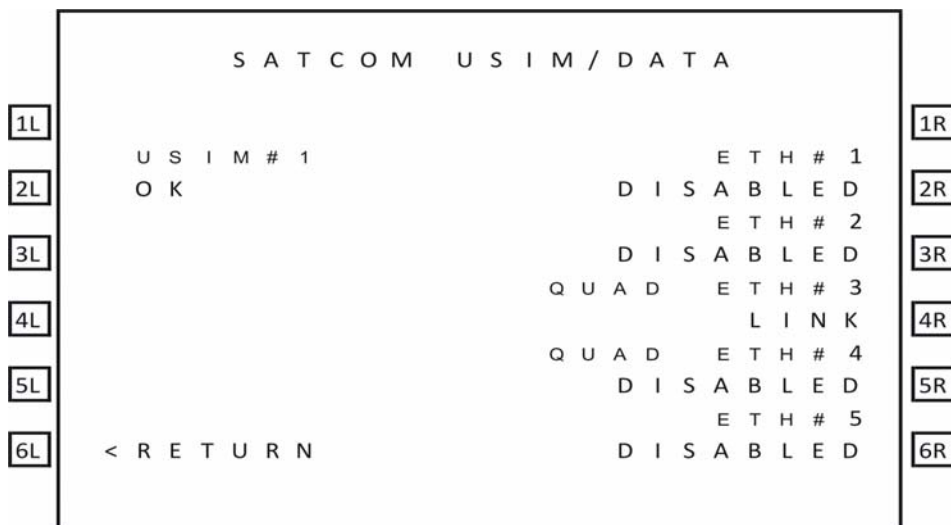 SATCOM USIM/DATA
1L 1R
USIM#1 ETH#1
2L OK DISABLED 2R
ETH#2
3L DISABLED 3R
QUAD ETH#3
4L LINK 4R
QUAD ETH#4
5L DISABLED 5R
ETH#5
6L <RETURN DISABLED 6R